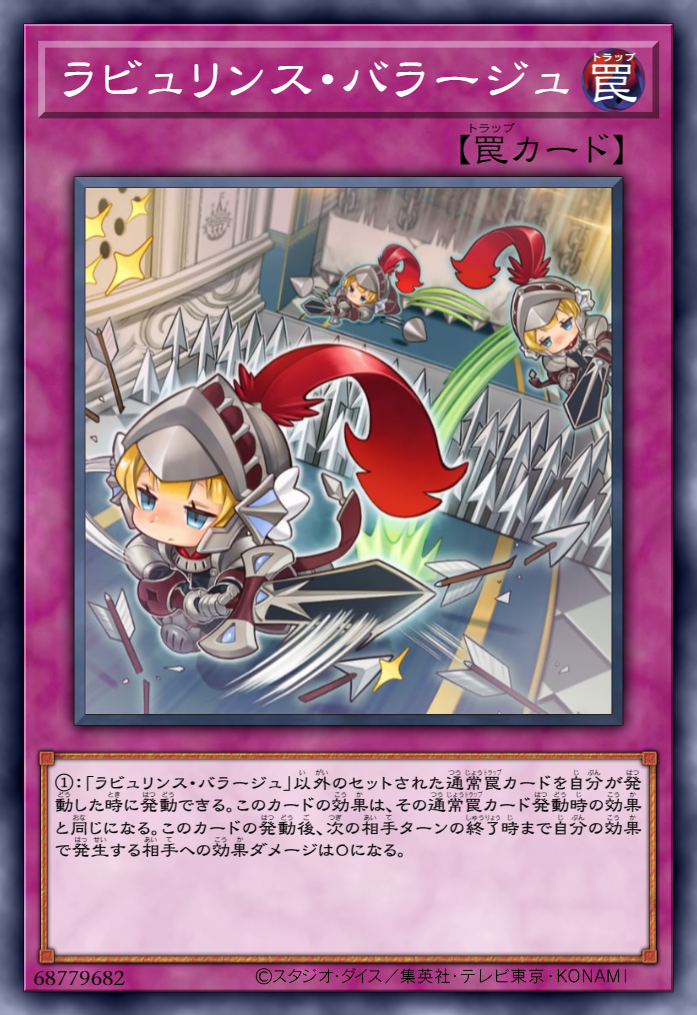 ラビュリンス・バラージュ 罠
トラップ
【罠カード】
トラップ
①:「ラビュリンス・バラージュ」以外のセットされた通常罠カードを自分が発
動した時に発動できる。このカードの効果は、その通常罠カード発動時の効果
と同じになる。このカードの発動後、次の相手ターンの終了時まで自分の効果
で発生する相手への効果ダメージは0になる。
68779682
©スタジオ・ダイス／集英社・テレビ東京・KONAMI